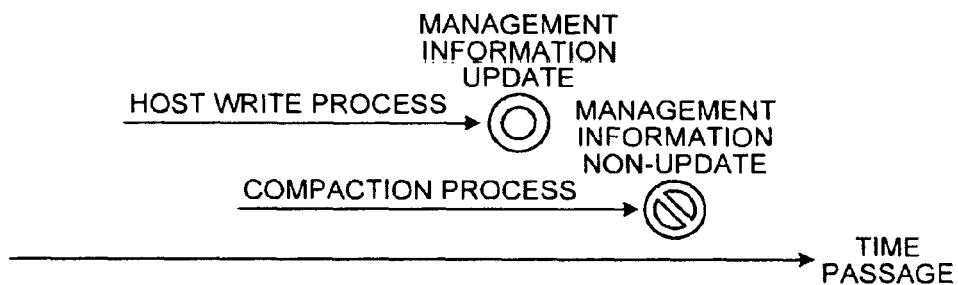 MANAGEMENT
INFORMATION
UPDATE
HOST WRITE PROCESS
MANAGEMENT
INFORMATION
NON-UPDATE
COMPACTION PROCESS
TIME
PASSAGE